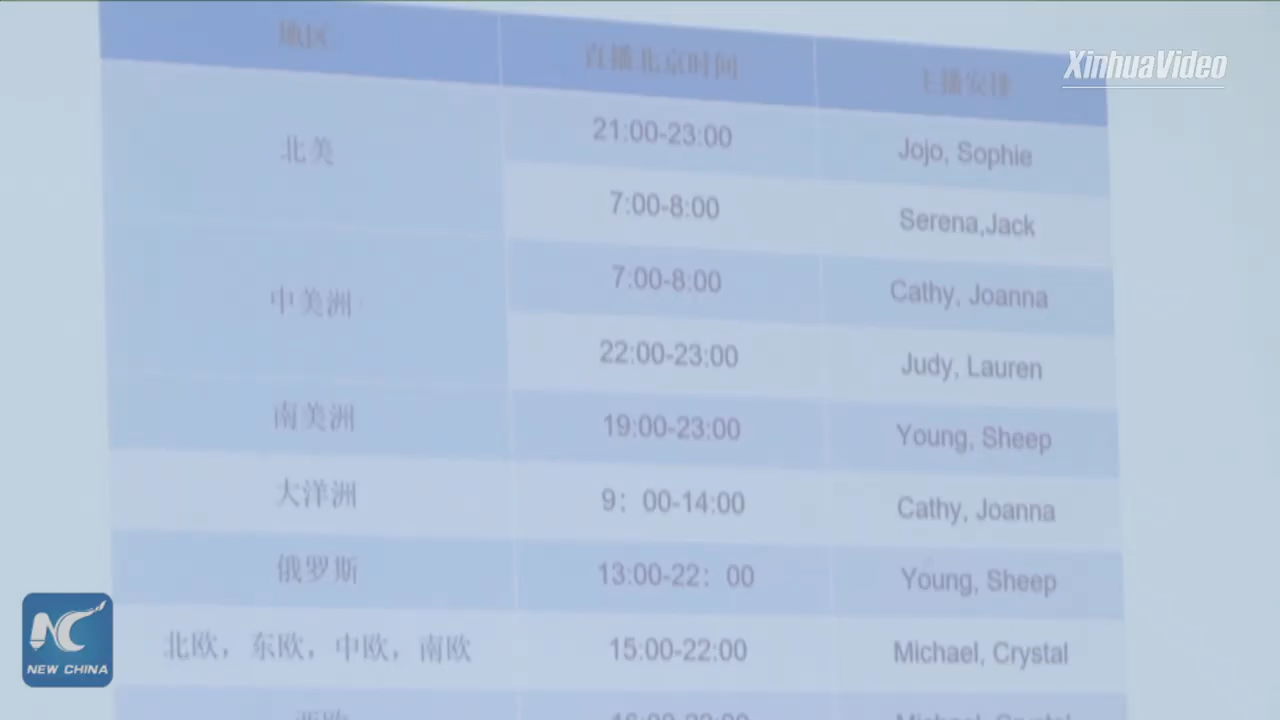 XinhuaVideo
地区 直播北京时间 主播安排
北美 21:00-23:00 Jojo, Sophie
7:00-8:00 Serena,Jack
中美洲 7:00-8:00 Cathy, Joanna
22:00-23:00 Judy, Lauren
南美洲 19:00-23:00 Young, Sheep
大洋洲 9：00-14:00 Cathy, Joanna
俄罗斯 13:00-22：00 Young, Sheep
北欧，东欧，中欧，南欧 15:00-22:00 Michael, Crystal
NEW CHINA